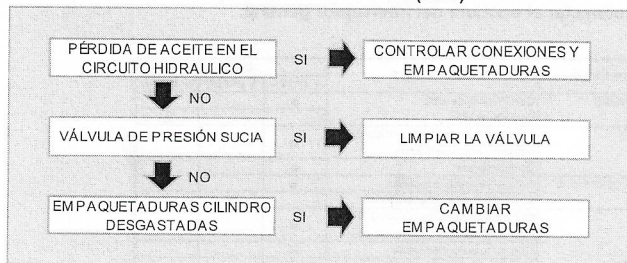 PÉRDIDA DE ACEITE EN EL
CIRCUITO HIDRAULICO
SI
CONTROLAR CONEXIONES Y
EMPAQUETADURAS
NO
VÁLVULA DE PRESIÓN SUCIA
SI
LIMPIAR LA VÁLVULA
NO
EMPAQUETADURAS CILINDRO
DESGASTADAS
SI
CAMBIAR
EMPAQUETADURAS